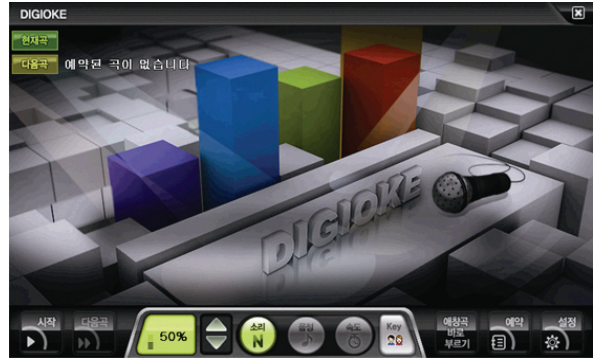 DIGIOKE
현재곡
다음곡 예약된 곡이 없습니다
DIGIOKE
시작
다음곡
50%
소리
N
음정
속도
Key
애창곡
바로
부르기
예약
설정